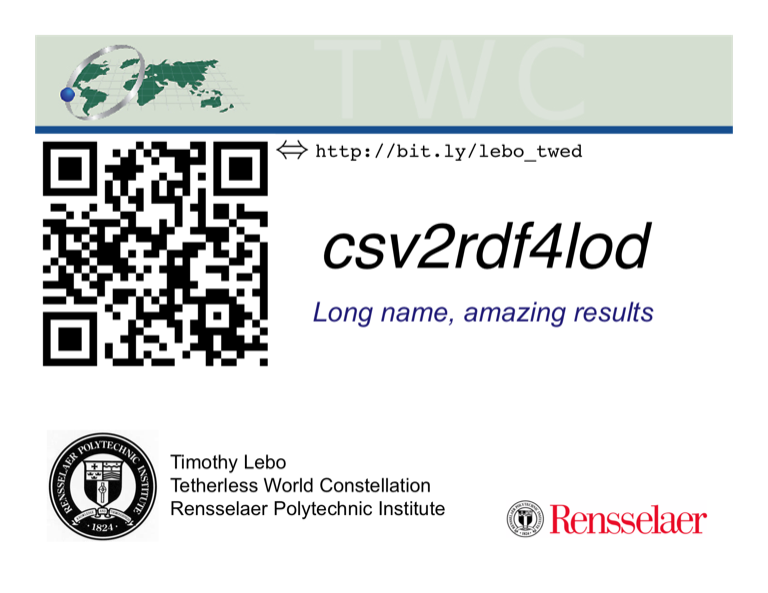 TWC
⇔ http://bit.ly/lebo_twed
csv2rdf4lod
Long name, amazing results
RENSSELAER POLYTECHNIC INSTITUTE
· 1824 ·
Timothy Lebo
Tetherless World Constellation
Rensselaer Polytechnic Institute
Rensselaer